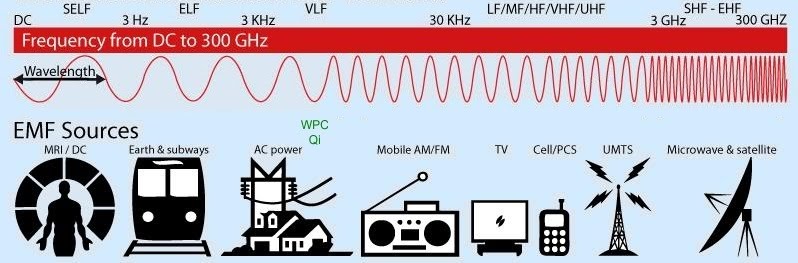 SELF ELF VLF LF/MF/HF/VHF/UHF SHF - EHF
DC 3 Hz 3 KHz 30 KHz 3 GHz 300 GHZ
Frequency from DC to 300 GHz
Wavelength
EMF Sources
WPC
Qi
MRI / DC Earth & subways AC power Mobile AM/FM TV Cell/PCS UMTS Microwave & satellite